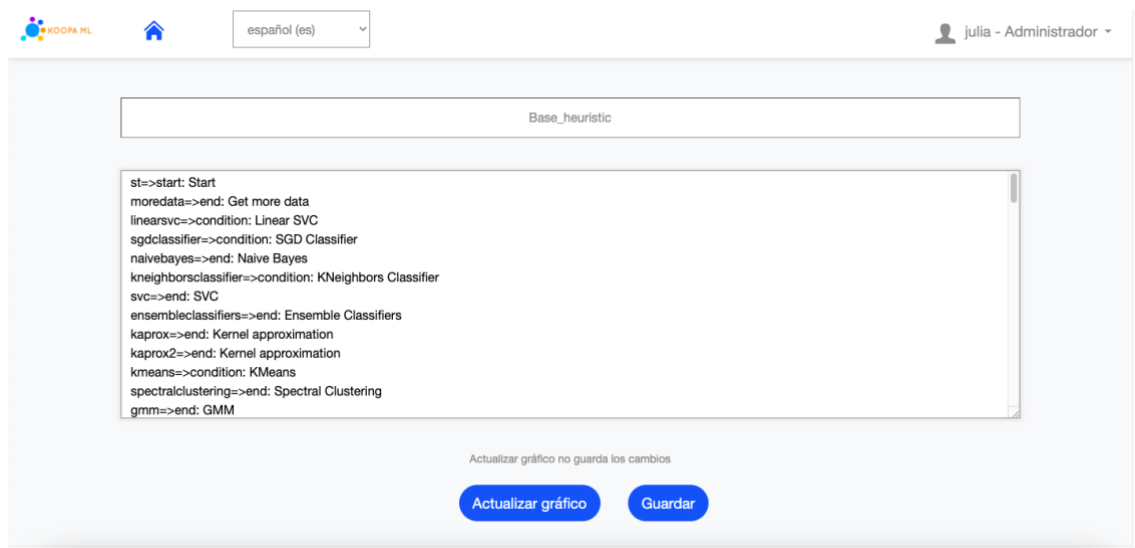 KOOPA ML
español (es)
julia - Administrador
Base_heuristic
st=>start: Start
moredata=>end: Get more data
linearsvc=>condition: Linear SVC
sgdclassifier=>condition: SGD Classifier
naivebayes=>end: Naive Bayes
kneighborsclassifier=>condition: KNeighbors Classifier
svc=>end: SVC
ensembleclassifiers=>end: Ensemble Classifiers
kaprox=>end: Kernel approximation
kaprox2=>end: Kernel approximation
kmeans=>condition: KMeans
spectralclustering=>end: Spectral Clustering
gmm=>end: GMM
Actualizar gráfico no guarda los cambios
Actualizar gráfico
Guardar